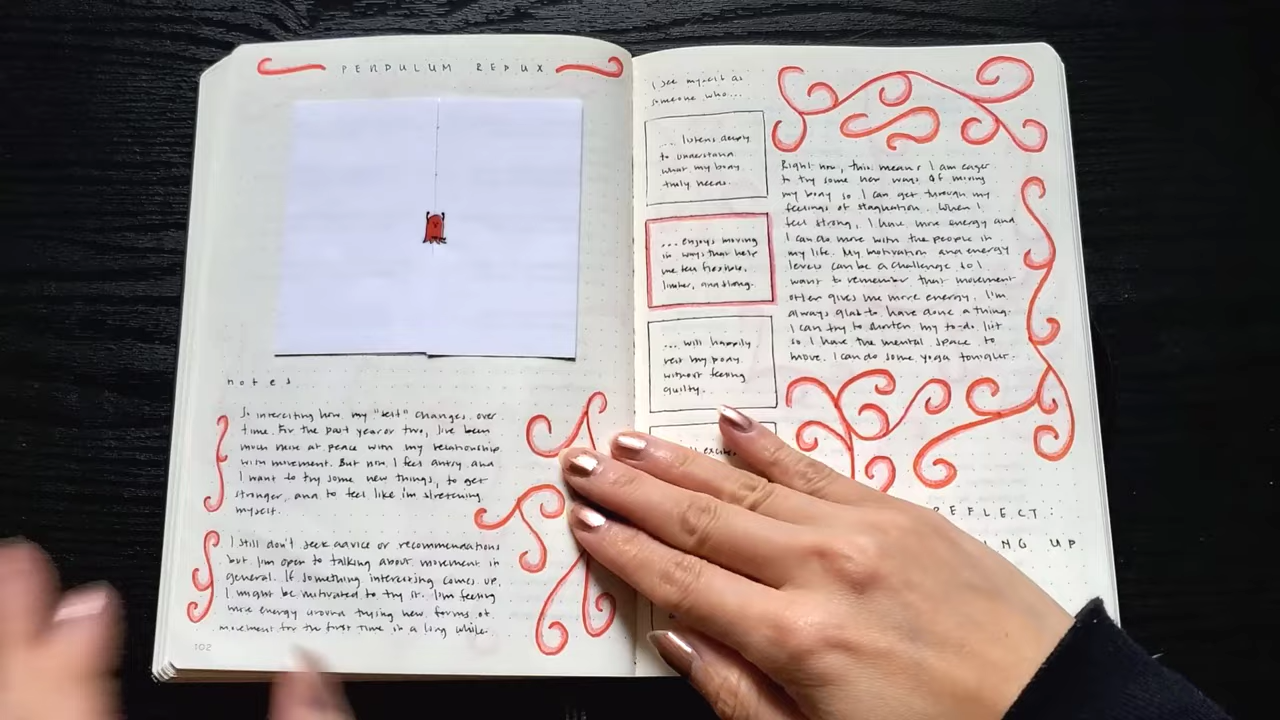 PENDULUM REDUX
notes
So interesting how my "self" changes over
time. For the past year or two, I've been
much more at peace with my relationship
with movement. But now I feel antsy and
I want to try some new things, to get
stronger, and to feel like I'm stretching
myself.
I still don't seek advice or recommendations
but I'm open to talking about movement in
general. If something interesting comes up,
I might be motivated to try it. I'm feeling
more energy around trying new forms of
movement for the first time in a long while.
102
I see myself as
someone who...
... listens deeply
to understand
what my body
truly needs.
... enjoys moving
in ways that help
me feel flexible,
limber, and strong.
... will happily
rest my body
without feeling
guilty.
Right now, this means I am eager
to try some new ways of moving
my body so I can get through my
feelings of stagnation. When I
feel strong, I have more energy and
I can do more with the people in
my life. My motivation and energy
levels can be a challenge so I
want to remember that movement
often gives me more energy. I'm
always glad to have done a thing.
I can try to shorten my to-do list
so I have the mental space to
move. I can do some yoga tonight.
REFLECT:
UP